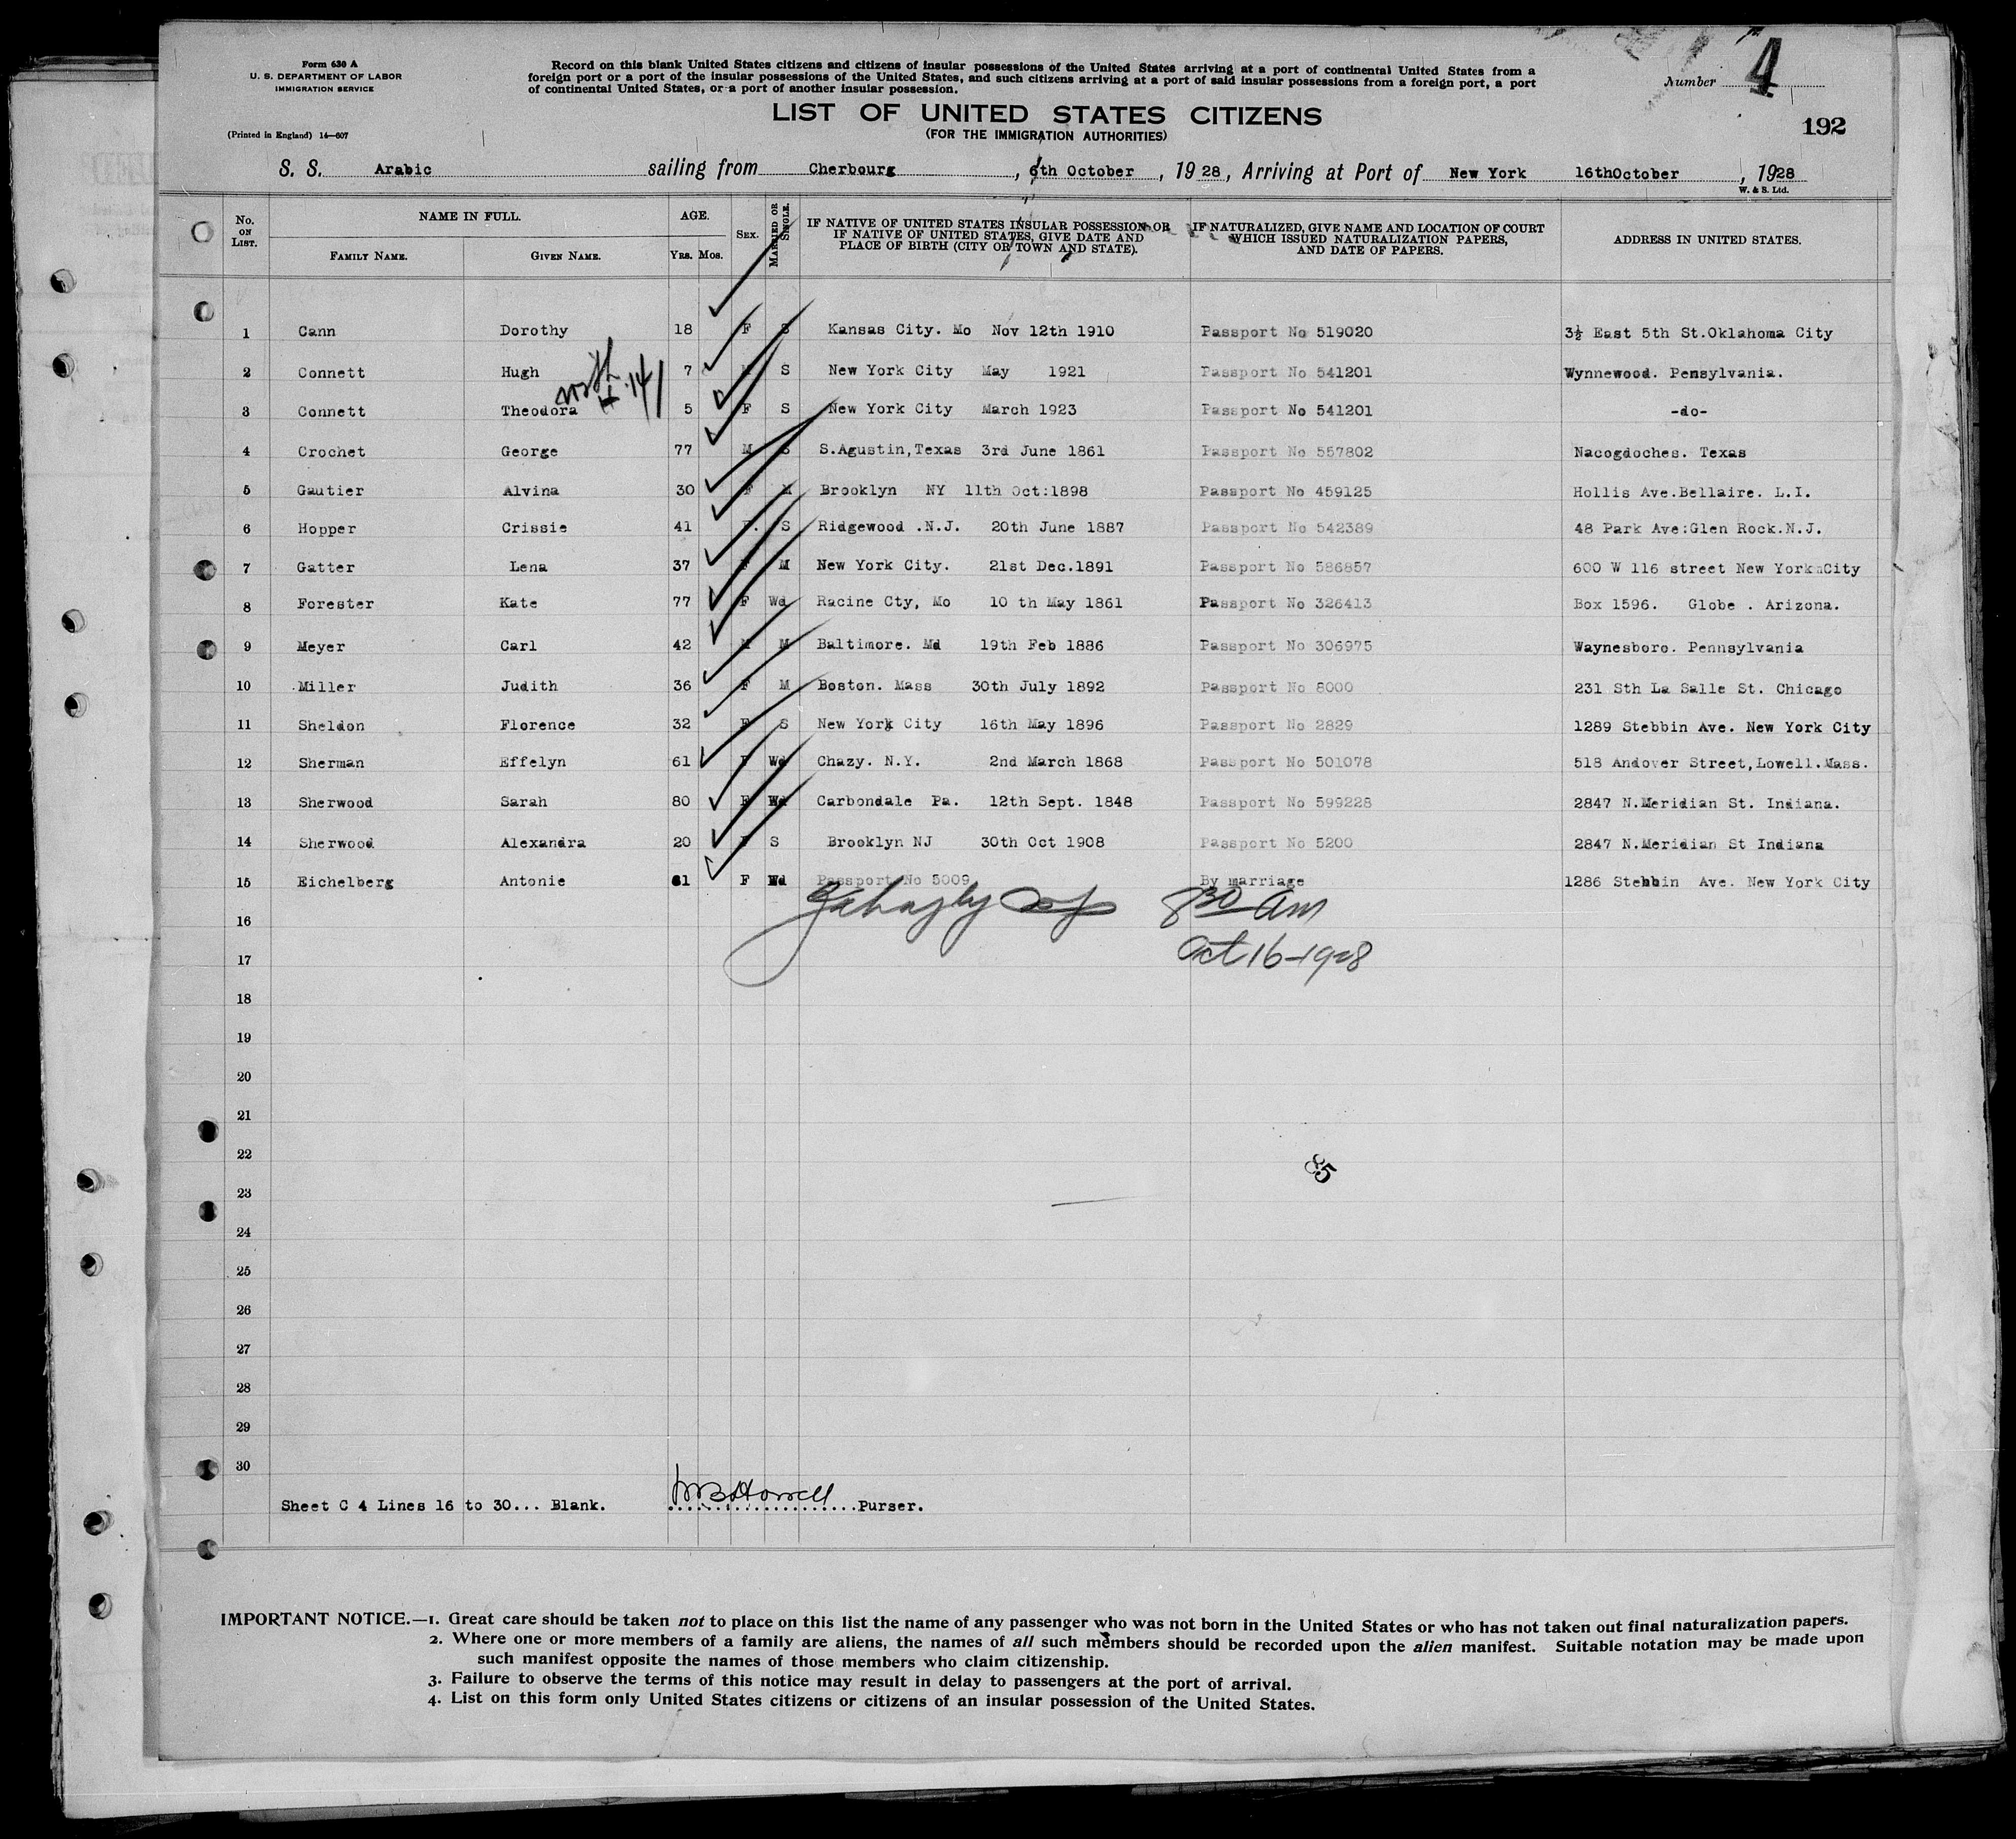 Form 630 A
U. S. DEPARTMENT OF LABOR
IMMIGRATION SERVICE
(Printed in England) 14—607
Record on this blank United States citizens and citizens of insular possessions of the United States arriving at a port of continental United States from a
foreign port or a port of the insular possessions of the United States, and such citizens arriving at a port of said insular possessions from a foreign port, a port
of continental United States, or a port of another insular possession.
Number 4
LIST OF UNITED STATES CITIZENS
(FOR THE IMMIGRATION AUTHORITIES)
192
S. S. Arabic sailing from Cherbourg, 6th October, 1928, Arriving at Port of New York 16thOctober, 1928
W. & S. Ltd.
No. ON LIST. NAME IN FULL. FAMILY NAME. GIVEN NAME. AGE. YRS. MOS. SEX. MARRIED OR SINGLE. IF NATIVE OF UNITED STATES INSULAR POSSESSION OR IF NATIVE OF UNITED STATES, GIVE DATE AND PLACE OF BIRTH (CITY OR TOWN AND STATE). IF NATURALIZED, GIVE NAME AND LOCATION OF COURT WHICH ISSUED NATURALIZATION PAPERS, AND DATE OF PAPERS. ADDRESS IN UNITED STATES.
1 Cann Dorothy 18 F S Kansas City. Mo Nov 12th 1910 Passport No 519020 3½ East 5th St.Oklahoma City
2 Connett Hugh 7 S New York City May 1921 Passport No 541201 Wynnewood. Pensylvania.
3 Connett Theodora 5 F S New York City March 1923 Passport No 541201 -do-
4 Crochet George 77 M S S.Agustin,Texas 3rd June 1861 Passport No 557802 Nacogdoches. Texas
5 Gautier Alvina 30 F M Brooklyn NY 11th Oct:1898 Passport No 459125 Hollis Ave.Bellaire. L.I.
6 Hopper Crissie 41 F. S Ridgewood .N.J. 20th June 1887 Passport No 542389 48 Park Ave:Glen Rock.N.J.
7 Gatter Lena 37 F M New York City. 21st Dec.1891 Passport No 586857 600 W 116 street New York City
8 Forester Kate 77 F Wd Racine Cty, Mo 10 th May 1861 Passport No 326413 Box 1596. Globe . Arizona.
9 Meyer Carl 42 M M Baltimore. Md 19th Feb 1886 Passport No 306975 Waynesboro. Pennsylvania
10 Miller Judith 36 F M Boston. Mass 30th July 1892 Passport No 8000 231 Sth La Salle St. Chicago
11 Sheldon Florence 32 F S New York City 16th May 1896 Passport No 2829 1289 Stebbin Ave. New York City
12 Sherman Effelyn 61 F Wd Chazy. N.Y. 2nd March 1868 Passport No 501078 518 Andover Street,Lowell.Mass.
13 Sherwood Sarah 80 F Wd Carbondale Pa. 12th Sept. 1848 Passport No 599228 2847 N.Meridian St. Indiana.
14 Sherwood Alexandra 20 F S Brooklyn NJ 30th Oct 1908 Passport No 5200 2847 N.Meridian St Indiana
15 Eichelberg Antonie 61 F Wd Passport No 5009 By marriage 1286 Stebbin Ave. New York City
16 8 30 am
17 Oct 16-1928
18
19
20
21
22
85
23
24
25
26
27
28
29
30
Sheet C 4 Lines 16 to 30... Blank. Purser.
IMPORTANT NOTICE.—1. Great care should be taken not to place on this list the name of any passenger who was not born in the United States or who has not taken out final naturalization papers.
2. Where one or more members of a family are aliens, the names of all such members should be recorded upon the alien manifest. Suitable notation may be made upon
such manifest opposite the names of those members who claim citizenship.
3. Failure to observe the terms of this notice may result in delay to passengers at the port of arrival.
4. List on this form only United States citizens or citizens of an insular possession of the United States.